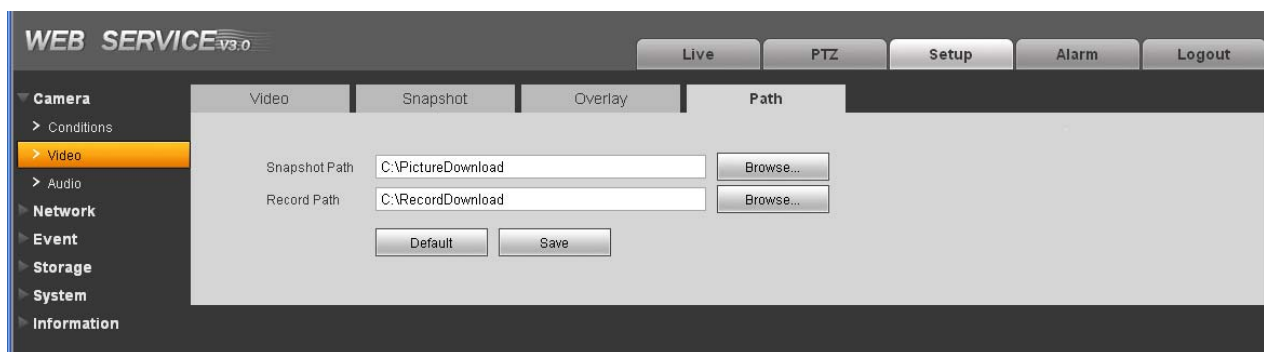 WEB SERVICE V3.0
Live PTZ Setup Alarm Logout
Camera
> Conditions
> Video
> Audio
Network
Event
Storage
System
Information
Video Snapshot Overlay Path
Snapshot Path C:\PictureDownload Browse...
Record Path C:\RecordDownload Browse...
Default Save